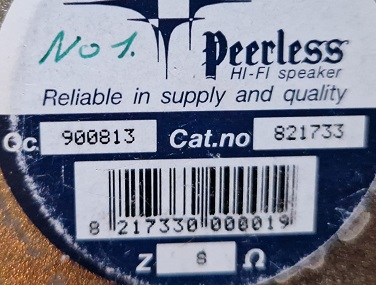 No 1.
Peerless
HI-FI speaker
Reliable in supply and quality
Qc 900813 Cat.no 821733
8 217330 000019
Z 8 Ω